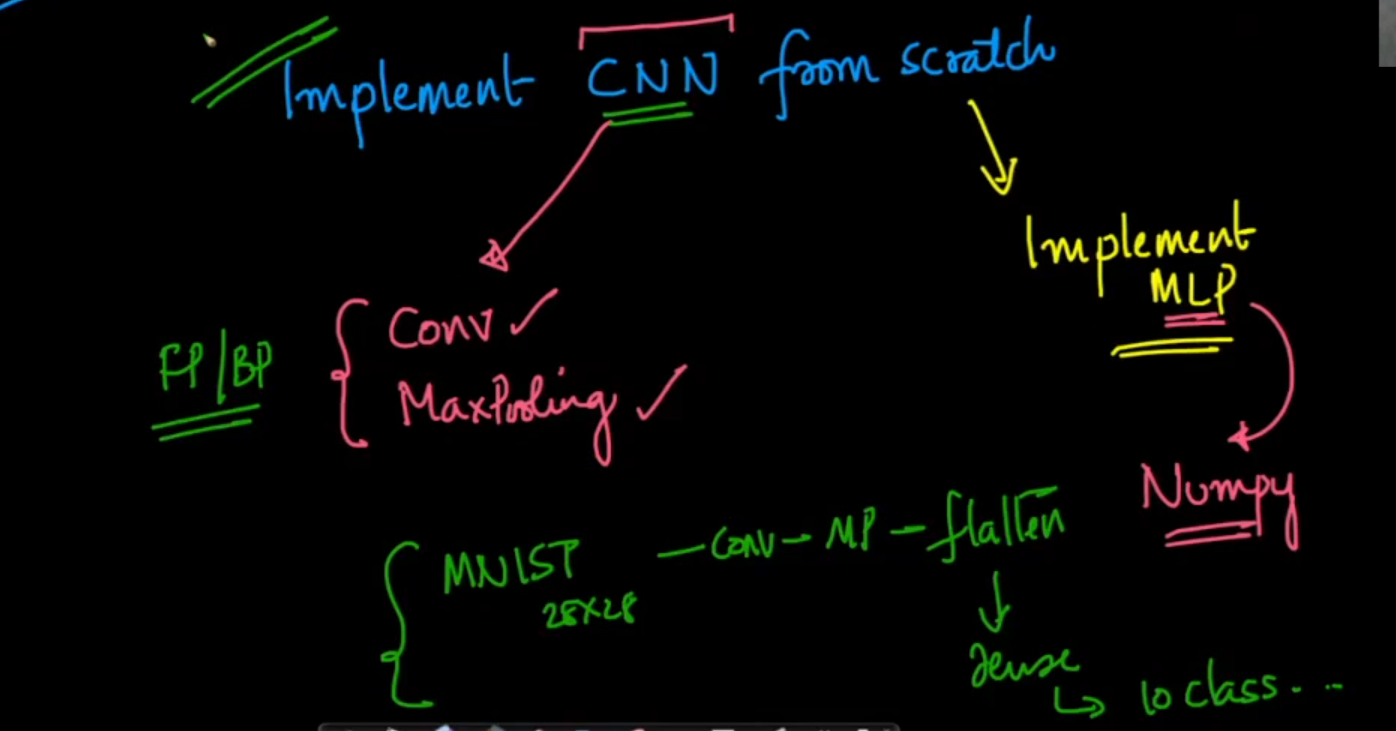 Implement CNN from scratch
Implement
MLP
FP/BP
Conv
MaxPooling
Numpy
MNIST - Conv - MP - flatten
28x28
dense
10 class...